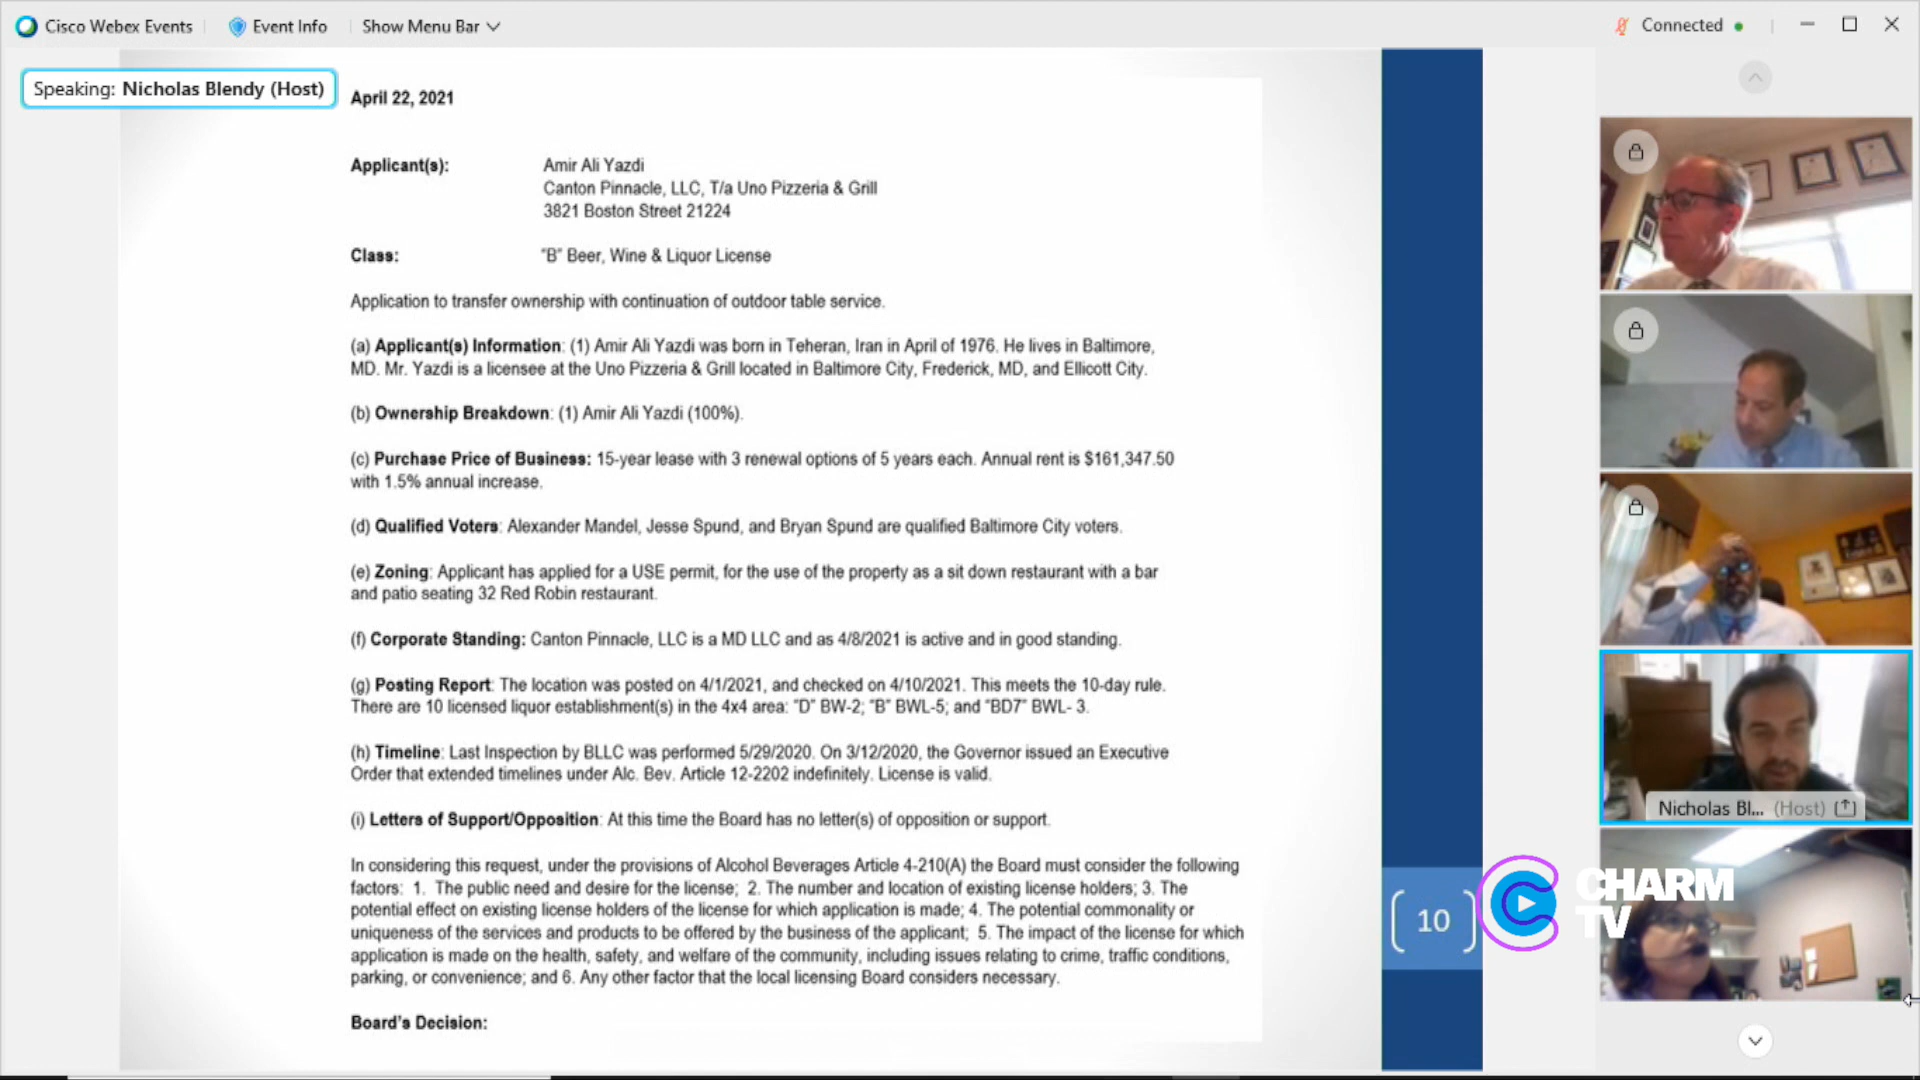 Cisco Webex Events
Event Info
Show Menu Bar
Connected
Speaking: Nicholas Blendy (Host)
April 22, 2021
Applicant(s): Amir Ali Yazdi
Canton Pinnacle, LLC, T/a Uno Pizzeria & Grill
3821 Boston Street 21224
Class: "B" Beer, Wine & Liquor License
Application to transfer ownership with continuation of outdoor table service.
(a) Applicant(s) Information: (1) Amir Ali Yazdi was born in Teheran, Iran in April of 1976. He lives in Baltimore,
MD. Mr. Yazdi is a licensee at the Uno Pizzeria & Grill located in Baltimore City, Frederick, MD, and Ellicott City.
(b) Ownership Breakdown: (1) Amir Ali Yazdi (100%).
(c) Purchase Price of Business: 15-year lease with 3 renewal options of 5 years each. Annual rent is $161,347.50
with 1.5% annual increase.
(d) Qualified Voters: Alexander Mandel, Jesse Spund, and Bryan Spund are qualified Baltimore City voters.
(e) Zoning: Applicant has applied for a USE permit, for the use of the property as a sit down restaurant with a bar
and patio seating 32 Red Robin restaurant.
(f) Corporate Standing: Canton Pinnacle, LLC is a MD LLC and as 4/8/2021 is active and in good standing.
(g) Posting Report: The location was posted on 4/1/2021, and checked on 4/10/2021. This meets the 10-day rule.
There are 10 licensed liquor establishment(s) in the 4x4 area: "D" BW-2; "B" BWL-5; and "BD7" BWL- 3.
(h) Timeline: Last Inspection by BLLC was performed 5/29/2020. On 3/12/2020, the Governor issued an Executive
Order that extended timelines under Alc. Bev. Article 12-2202 indefinitely. License is valid.
(i) Letters of Support/Opposition: At this time the Board has no letter(s) of opposition or support.
In considering this request, under the provisions of Alcohol Beverages Article 4-210(A) the Board must consider the following
factors: 1. The public need and desire for the license; 2. The number and location of existing license holders; 3. The
potential effect on existing license holders of the license for which application is made; 4. The potential commonality or
uniqueness of the services and products to be offered by the business of the applicant; 5. The impact of the license for which
application is made on the health, safety, and welfare of the community, including issues relating to crime, traffic conditions,
parking, or convenience; and 6. Any other factor that the local licensing Board considers necessary.
Board's Decision:
10
Nicholas Bl... (Host)
CHARM
TV